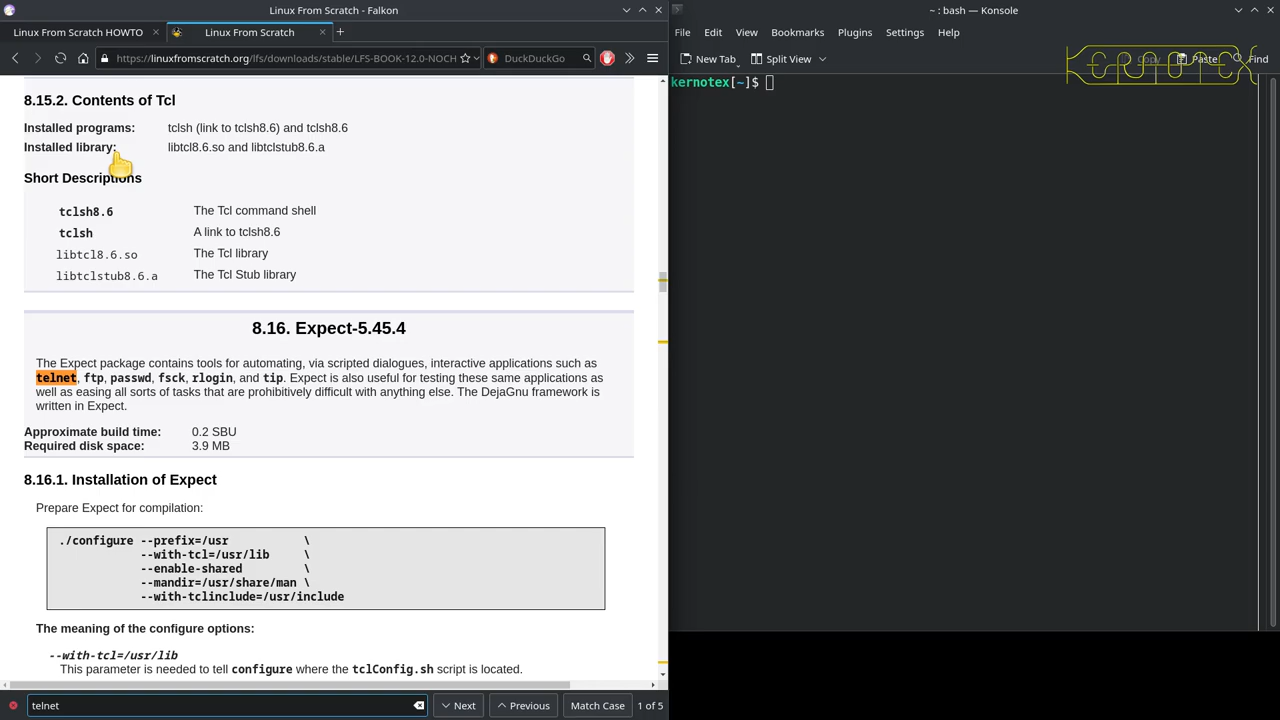 Linux From Scratch - Falkon
Linux From Scratch HOWTO
Linux From Scratch
https://linuxfromscratch.org/lfs/downloads/stable/LFS-BOOK-12.0-NOCH
DuckDuckGo
8.15.2. Contents of Tcl
Installed programs: tclsh (link to tclsh8.6) and tclsh8.6
Installed library: libtcl8.6.so and libtclstub8.6.a
Short Descriptions
tclsh8.6 The Tcl command shell
tclsh A link to tclsh8.6
libtcl8.6.so The Tcl library
libtclstub8.6.a The Tcl Stub library
8.16. Expect-5.45.4
The Expect package contains tools for automating, via scripted dialogues, interactive applications such as
telnet, ftp, passwd, fsck, rlogin, and tip. Expect is also useful for testing these same applications as
well as easing all sorts of tasks that are prohibitively difficult with anything else. The DejaGnu framework is
written in Expect.
Approximate build time: 0.2 SBU
Required disk space: 3.9 MB
8.16.1. Installation of Expect
Prepare Expect for compilation:
./configure --prefix=/usr \
--with-tcl=/usr/lib \
--enable-shared \
--mandir=/usr/share/man \
--with-tclinclude=/usr/include
The meaning of the configure options:
--with-tcl=/usr/lib
This parameter is needed to tell configure where the tclConfig.sh script is located.
telnet
Next
Previous
Match Case
1 of 5
~ : bash — Konsole
File Edit View Bookmarks Plugins Settings Help
New Tab
Split View
Copy
Paste
Find
KERNOTEX
kernotex[~]$